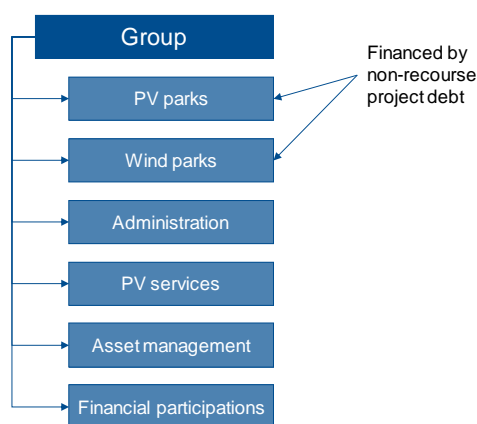 Group
Financed by
non-recourse
project debt
PV parks
Wind parks
Administration
PV services
Asset management
Financial participations